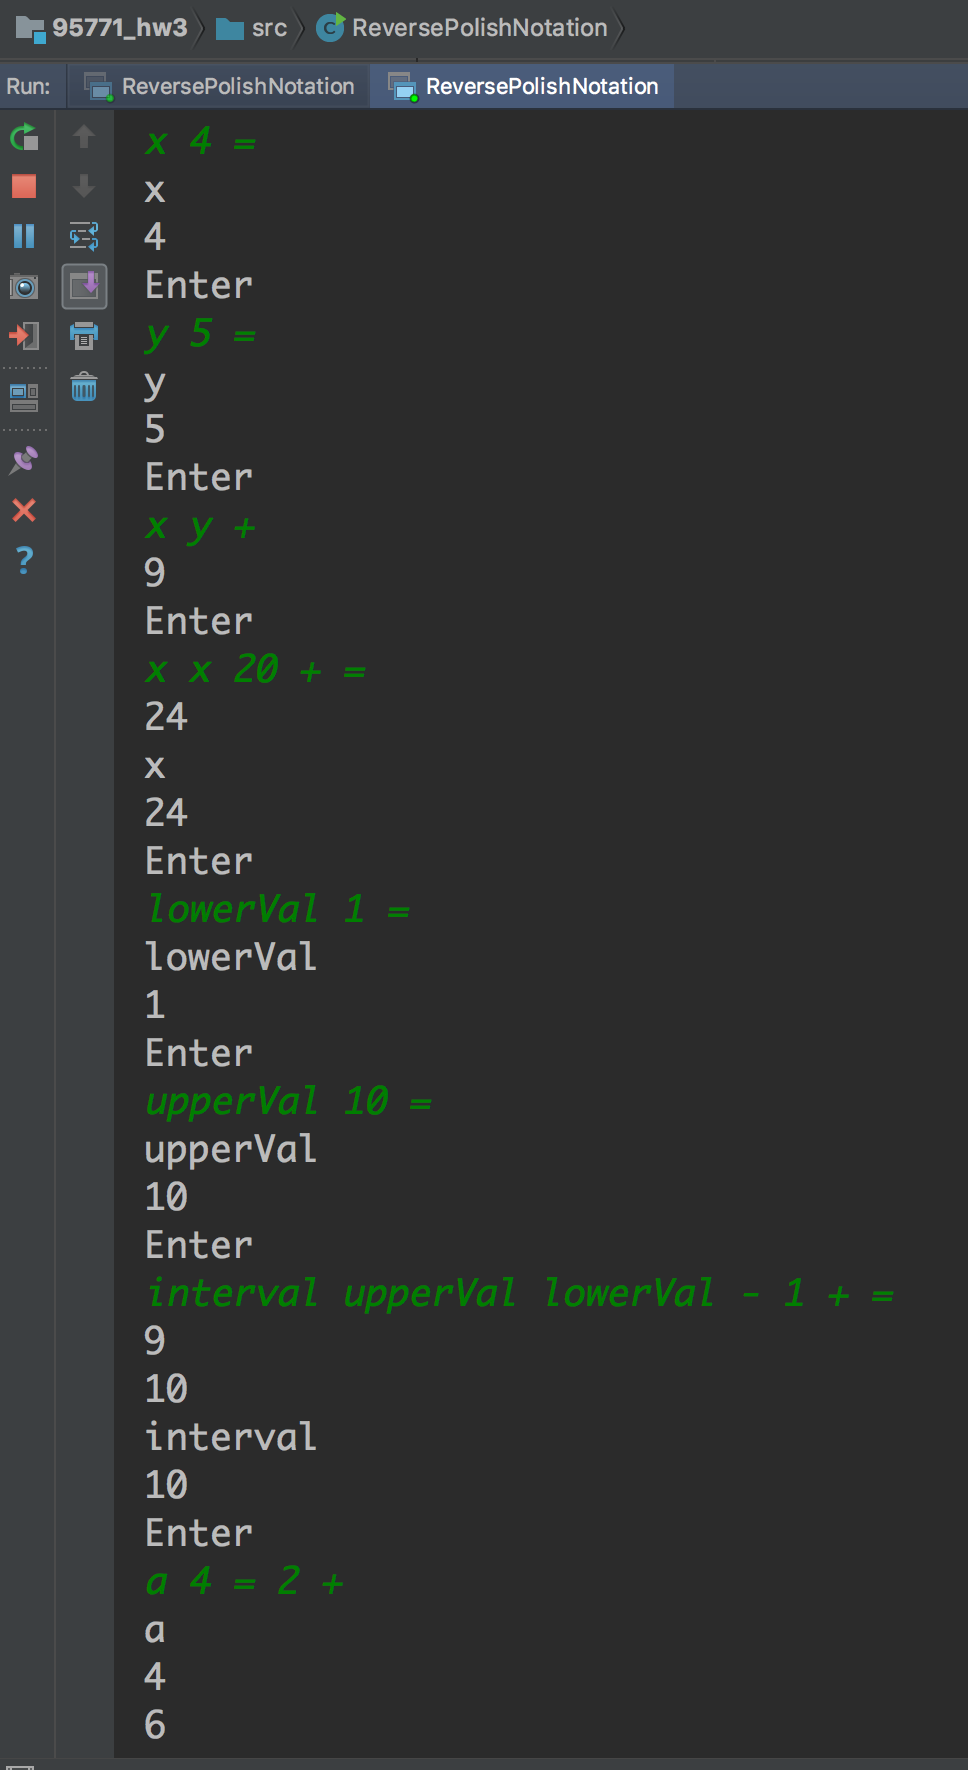 95771_hw3 src ReversePolishNotation
Run: ReversePolishNotation ReversePolishNotation
x 4 =
x
4
Enter
y 5 =
y
5
Enter
x y +
9
Enter
x x 20 + =
24
x
24
Enter
lowerVal 1 =
lowerVal
1
Enter
upperVal 10 =
upperVal
10
Enter
interval upperVal lowerVal - 1 + =
9
10
interval
10
Enter
a 4 = 2 +
a
4
6